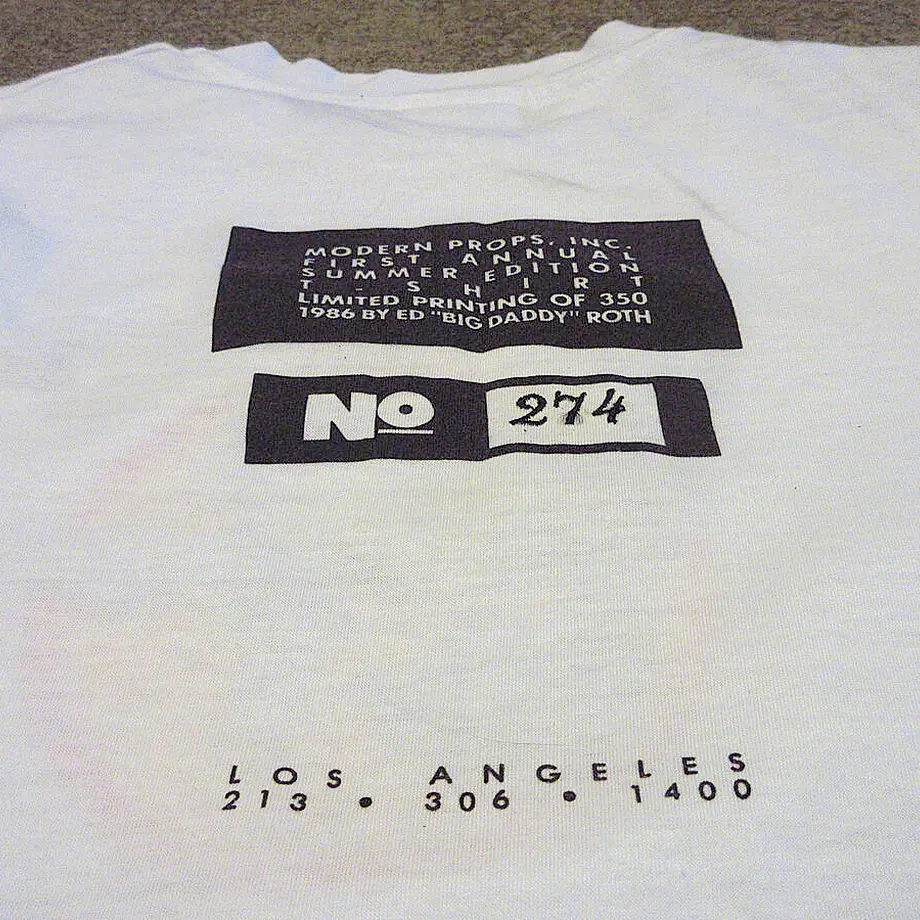 MODERN PROPS, INC.
FIRST ANNUAL
SUMMER EDITION
T-SHIRT
LIMITED PRINTING OF 350
1986 BY ED "BIG DADDY" ROTH
No 274
LOS ANGELES
213 • 306 • 1400